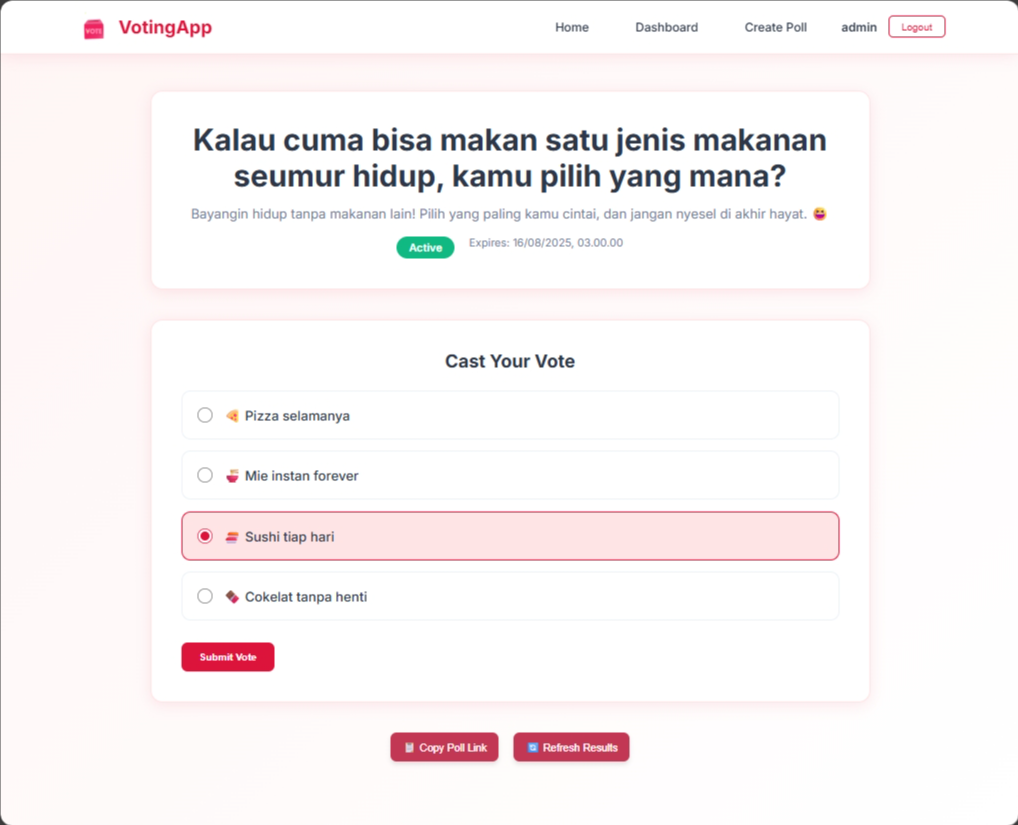 VOTE
VotingApp
Home
Dashboard
Create Poll
admin
Logout
Kalau cuma bisa makan satu jenis makanan
seumur hidup, kamu pilih yang mana?
Bayangin hidup tanpa makanan lain! Pilih yang paling kamu cintai, dan jangan nyesel di akhir hayat. 😆
Active
Expires: 16/08/2025, 03.00.00
Cast Your Vote
🍕 Pizza selamanya
🍜 Mie instan forever
🍣 Sushi tiap hari
🍫 Cokelat tanpa henti
Submit Vote
📋 Copy Poll Link
🔄 Refresh Results